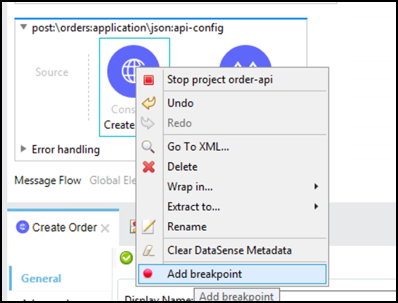 post:\orders:application\json:api-config
Source
Create
Error handling
Message Flow Global Ele
Stop project order-api
Undo
Redo
Go To XML...
Delete
Wrap in...
Extract to...
Rename
Clear DataSense Metadata
Add breakpoint
Create Order
General
Display Name:
Add breakpoint